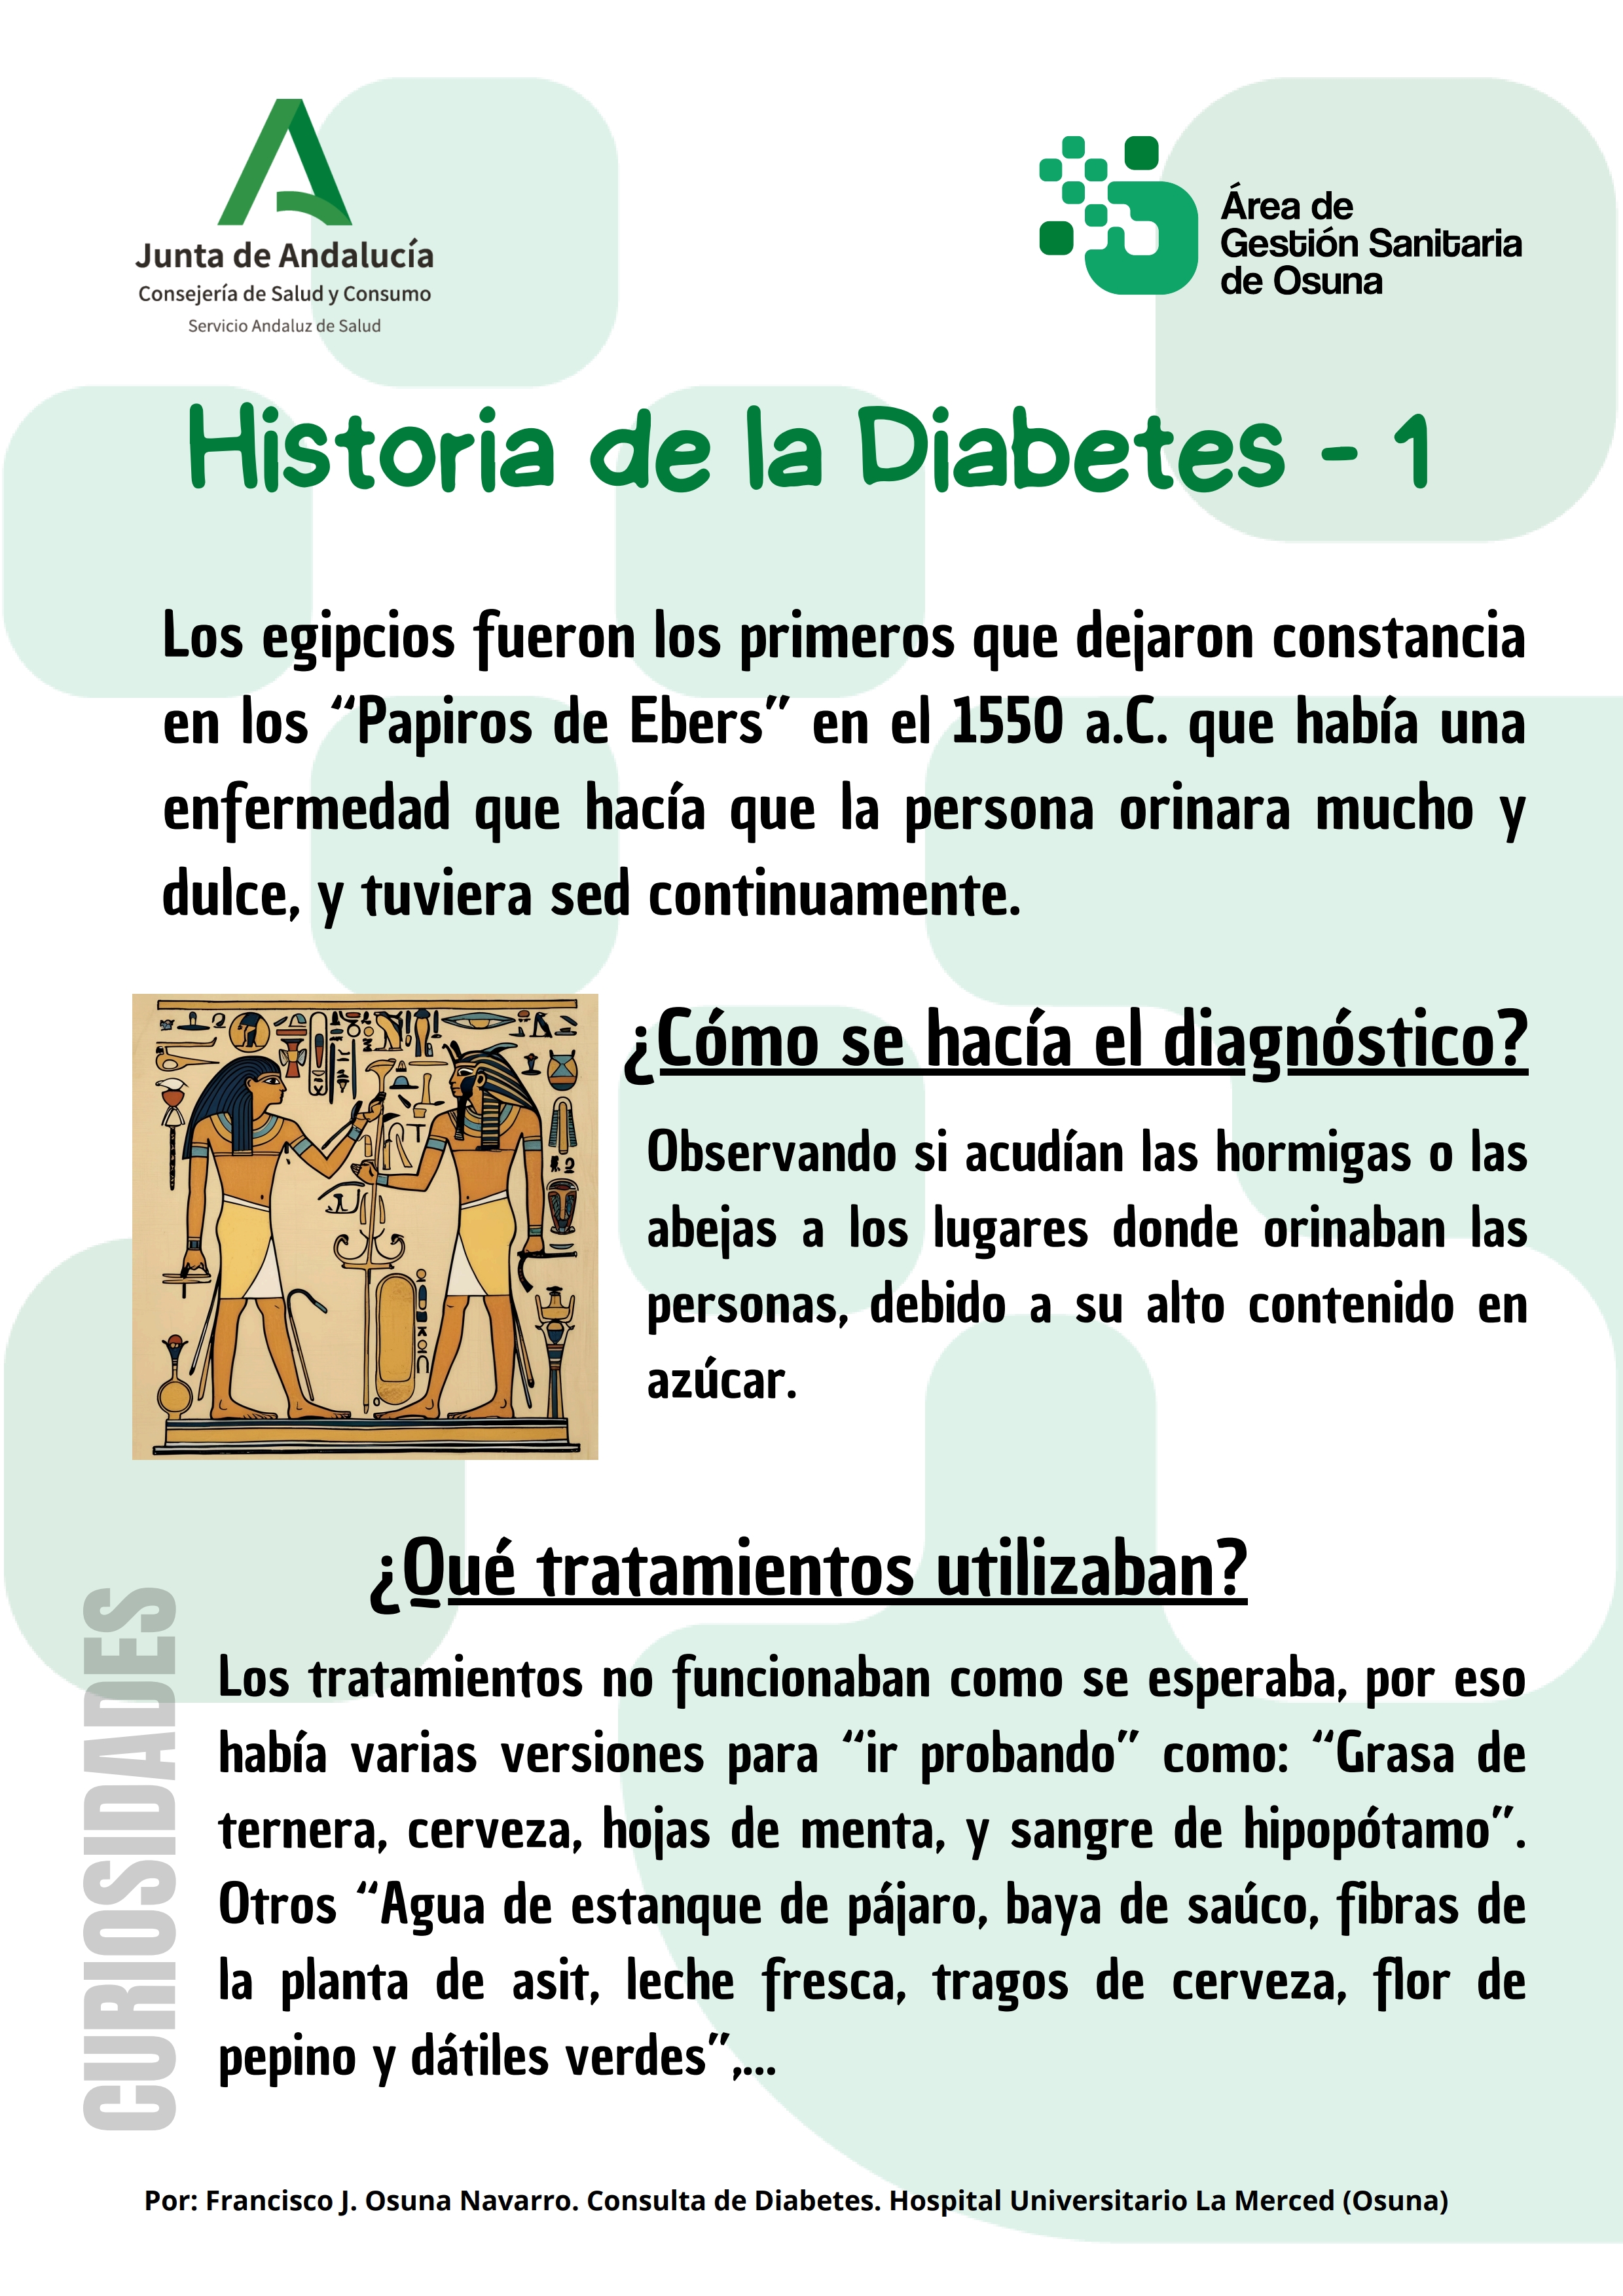 Junta de Andalucía
Consejería de Salud y Consumo
Servicio Andaluz de Salud
Área de
Gestión Sanitaria
de Osuna
Historia de la Diabetes - 1
Los egipcios fueron los primeros que dejaron constancia
en los “Papiros de Ebers” en el 1550 a.C. que había una
enfermedad que hacía que la persona orinara mucho y
dulce, y tuviera sed continuamente.
¿Cómo se hacía el diagnóstico?
Observando si acudían las hormigas o las
abejas a los lugares donde orinaban las
personas, debido a su alto contenido en
azúcar.
¿Qué tratamientos utilizaban?
Los tratamientos no funcionaban como se esperaba, por eso
había varias versiones para “ir probando” como: “Grasa de
ternera, cerveza, hojas de menta, y sangre de hipopótamo”.
Otros “Agua de estanque de pájaro, baya de saúco, fibras de
la planta de asit, leche fresca, tragos de cerveza, flor de
pepino y dátiles verdes”,...
CURIOSIDADES
Por: Francisco J. Osuna Navarro. Consulta de Diabetes. Hospital Universitario La Merced (Osuna)